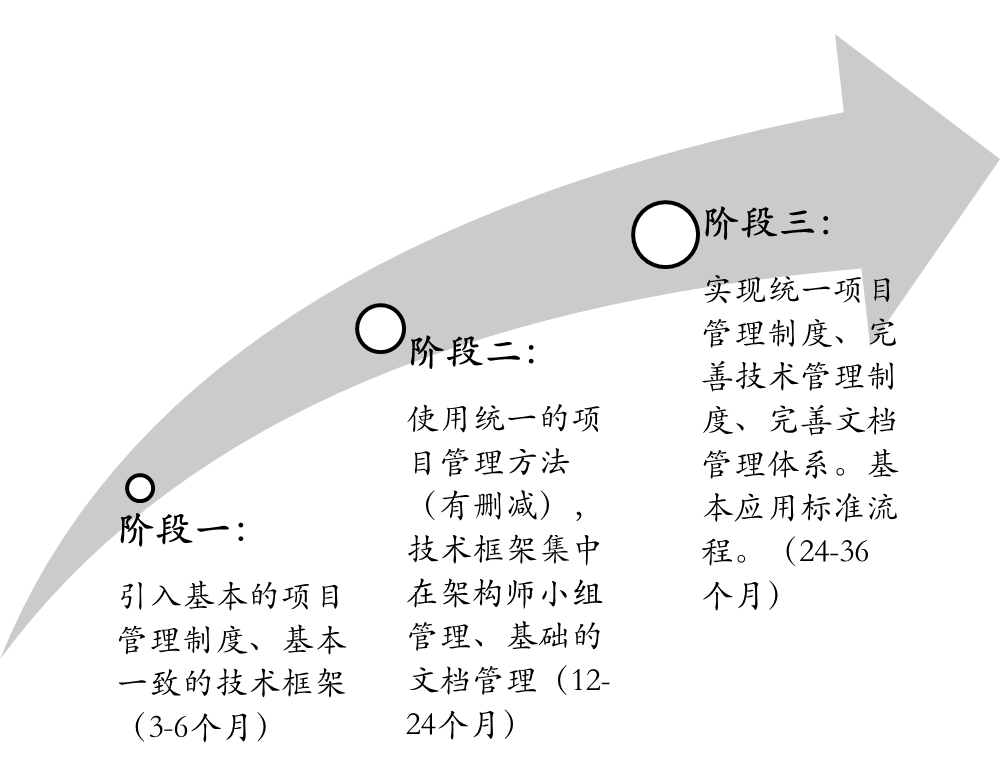 阶段一：
引入基本的项目
管理制度、基本
一致的技术框架
（3-6个月）
阶段二：
使用统一的项
目管理方法
（有删减），
技术框架集中
在架构师小组
管理、基础的
文档管理（12-
24个月）
阶段三：
实现统一项目
管理制度、完
善技术管理制
度、完善文档
管理体系。基
本应用标准流
程。（24-36
个月）